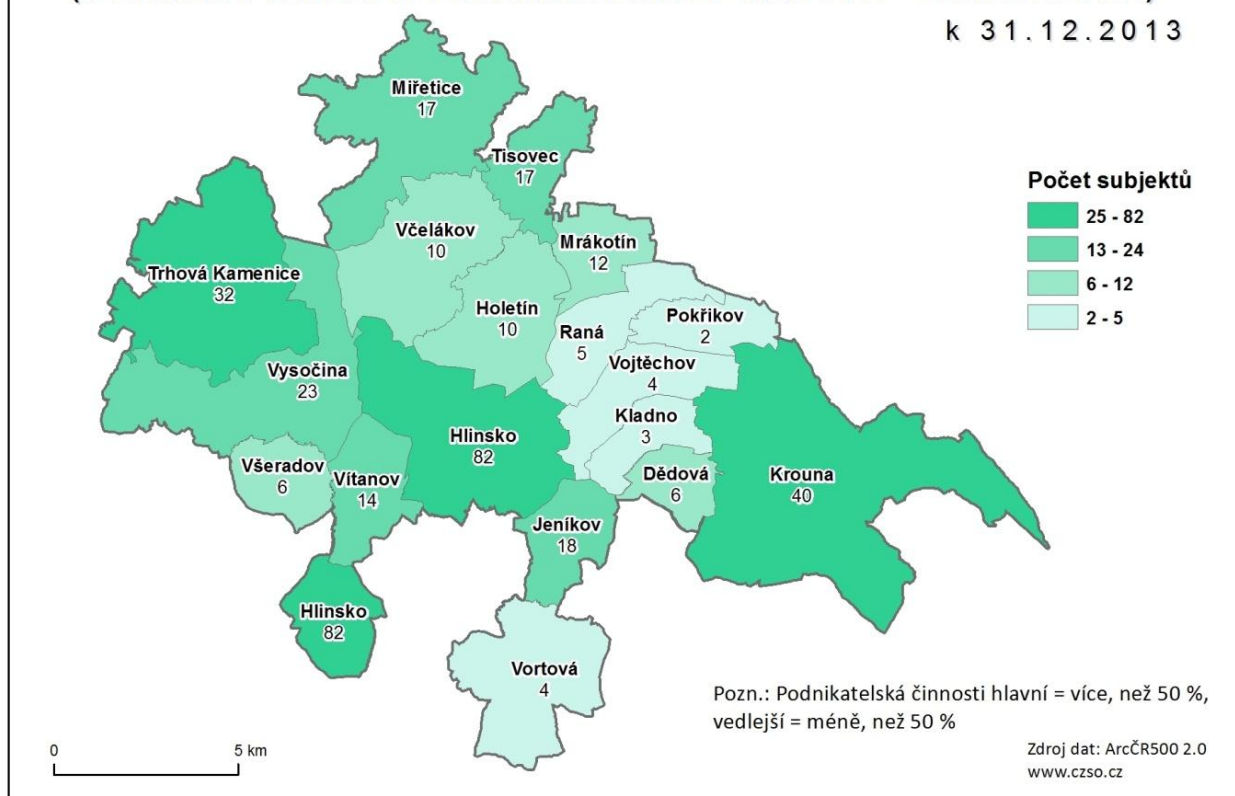 k 31.12.2013
Miřetice
17
Tisovec
17
Včelákov
10
Mrákotín
12
Trhová Kamenice
32
Holetín
10
Raná
5
Pokřikov
2
Vysočina
23
Vojtěchov
4
Kladno
3
Hlinsko
82
Všeradov
6
Vítanov
14
Dědová
6
Krouna
40
Jeníkov
18
Hlinsko
82
Vortová
4
Počet subjektů
25 - 82
13 - 24
6 - 12
2 - 5
Pozn.: Podnikatelská činnosti hlavní = více, než 50 %,
vedlejší = méně, než 50 %
0 5 km
Zdroj dat: ArcČR500 2.0
www.czso.cz